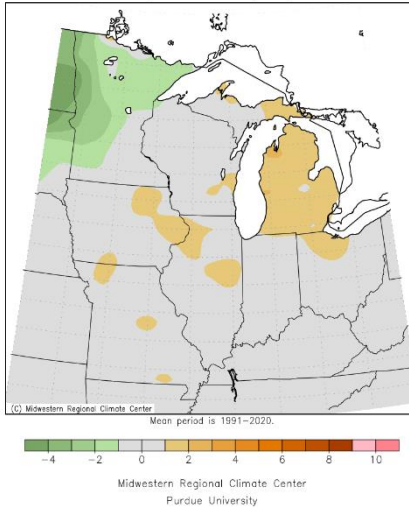 (C) Midwestern Regional Climate Center
Mean period is 1991-2020.
-4 -2 0 2 4 6 8 10
Midwestern Regional Climate Center
Purdue University